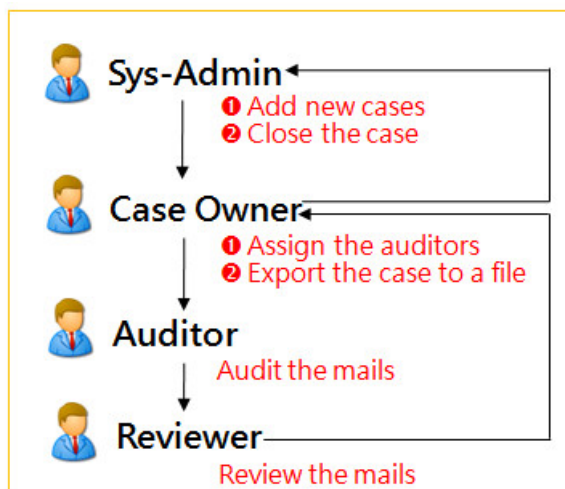 Sys-Admin
❶ Add new cases
❷ Close the case
Case Owner
❶ Assign the auditors
❷ Export the case to a file
Auditor
Audit the mails
Reviewer
Review the mails